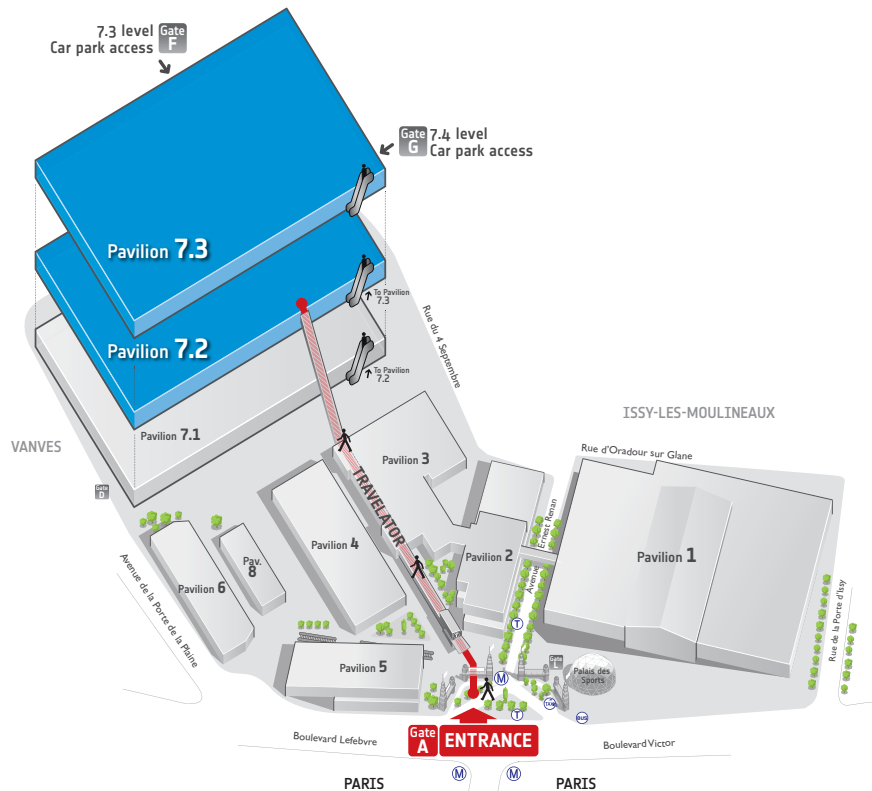 7.3 level
Car park access
Gate
F
Gate
G
7.4 level
Car park access
Pavilion 7.3
To Pavilion
7.3
Pavilion 7.2
To Pavilion
7.2
Rue du 4 Septembre
Pavilion 7.1
ISSY-LES-MOULINEAUX
VANVES
Rue d'Oradour sur Glane
Pavilion 3
TRAVELATOR
Gate
D
Avenue Ernest Renan
Pavilion 4
Pavilion 2
Pavilion 1
Pav.
8
Pavilion 6
Avenue de la Porte de la Plaine
Rue de la Porte d'Issy
T
Pavilion 5
Gate
L
Palais des
Sports
M
TAXI
T
BUS
Gate
A
ENTRANCE
Boulevard Lefebvre
Boulevard Victor
M
M
PARIS
PARIS